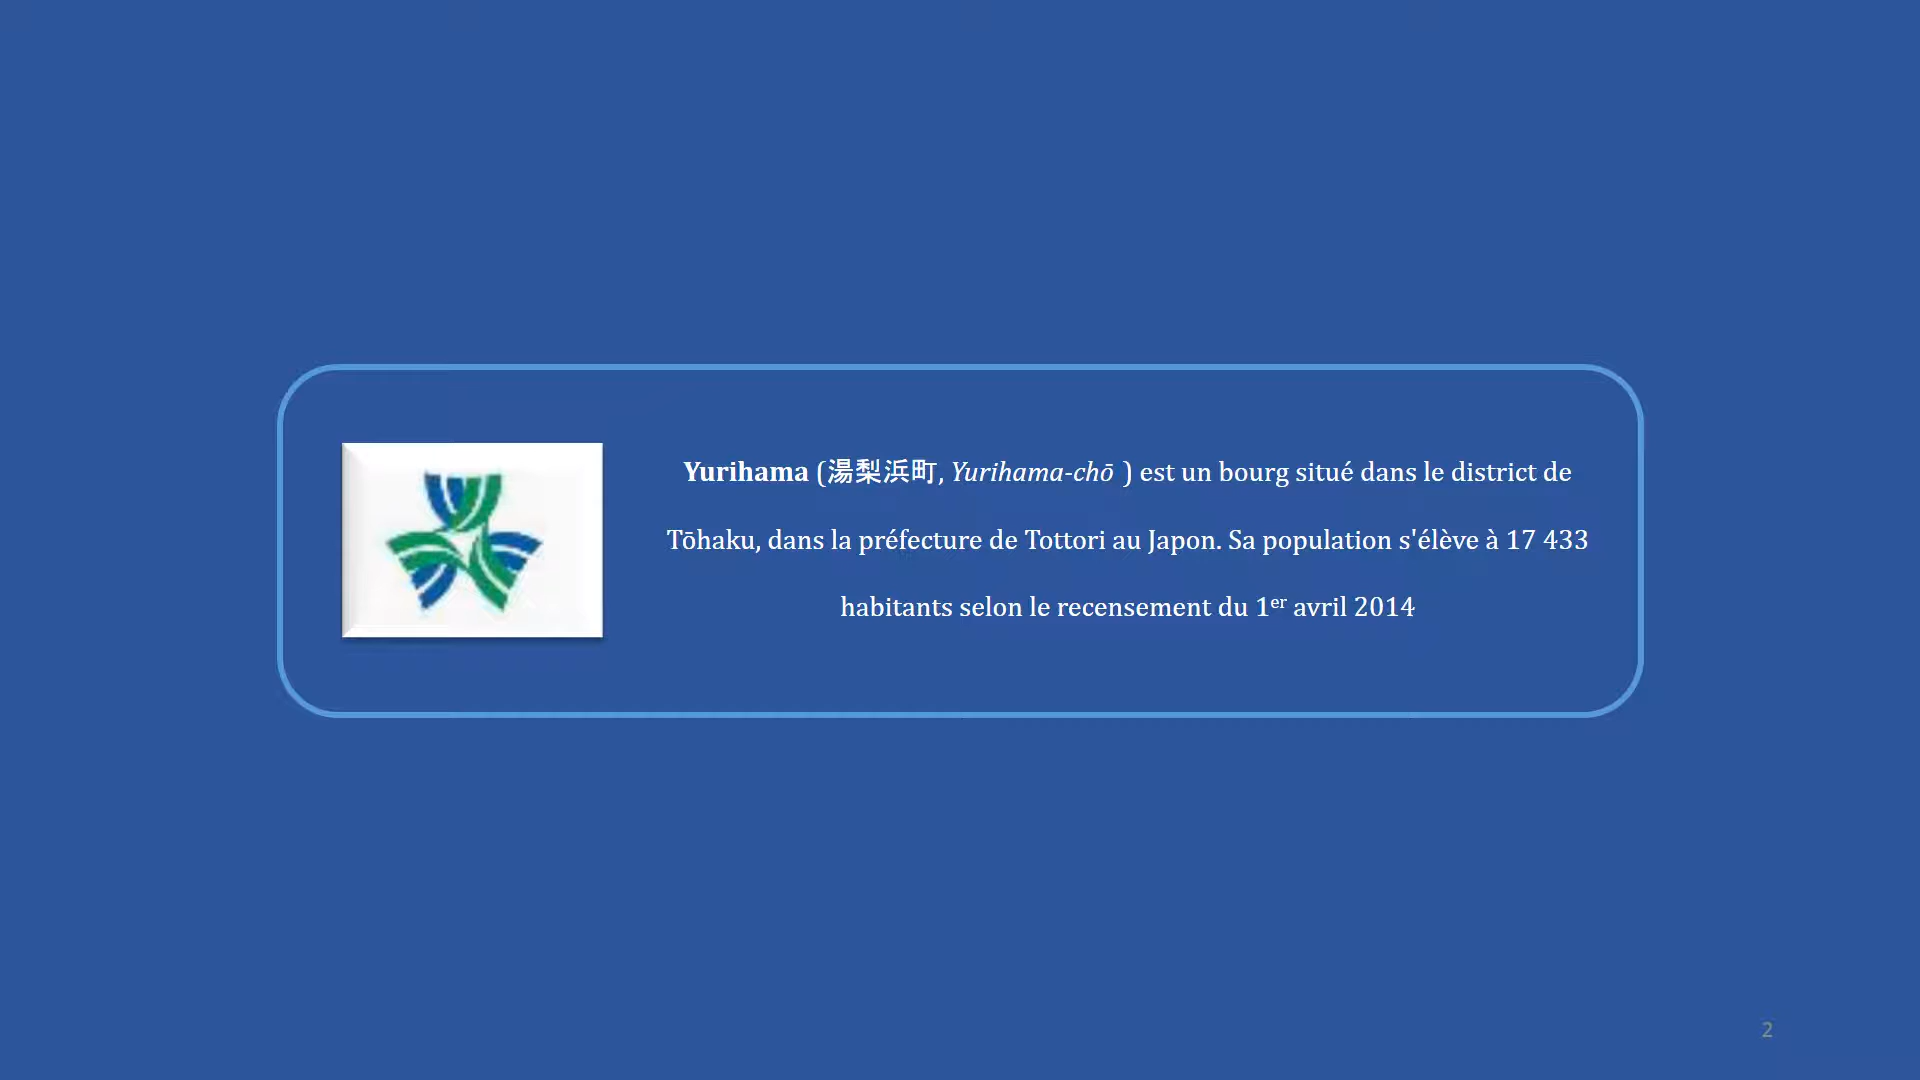 Yurihama (湯梨浜町, Yurihama-chō ) est un bourg situé dans le district de
Tōhaku, dans la préfecture de Tottori au Japon. Sa population s'élève à 17 433
habitants selon le recensement du 1er avril 2014
2